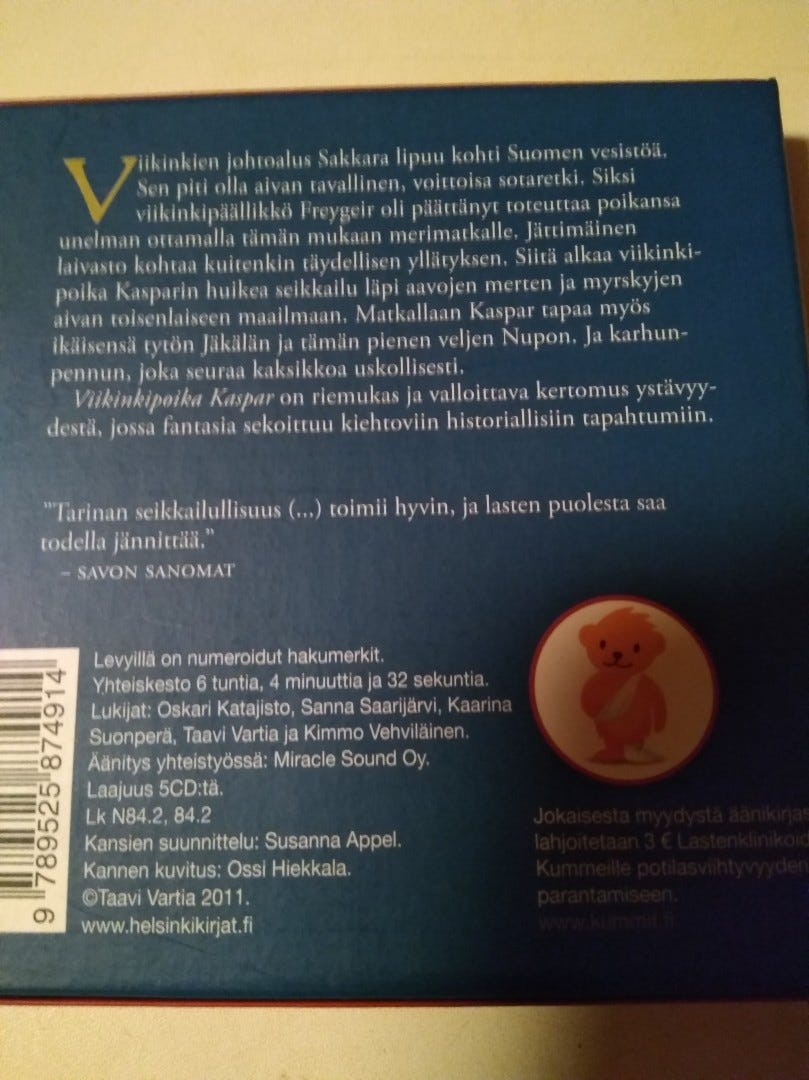 Viikinkien johtoalus Sakkara lipuu kohti Suomen vesistöä.
Sen piti olla aivan tavallinen, voittoisa sotaretki. Siksi
viikinkipäällikkö Freygeir oli päättänyt toteuttaa poikansa
unelman ottamalla tämän mukaan merimatkalle. Jättimäinen
laivasto kohtaa kuitenkin täydellisen yllätyksen. Siitä alkaa viikinki-
poika Kasparin huikea seikkailu läpi aavojen merten ja myrskyjen
aivan toisenlaiseen maailmaan. Matkallaan Kaspar tapaa myös
ikäisensä tytön Jäkälän ja tämän pienen veljen Nupon. Ja karhun-
pennun, joka seuraa kaksikkoa uskollisesti.
Viikinkipoika Kaspar on riemukas ja valloittava kertomus ystävyy-
destä, jossa fantasia sekoittuu kiehtoviin historiallisiin tapahtumiin.
"Tarinan seikkailullisuus (...) toimii hyvin, ja lasten puolesta saa
todella jännittää."
– SAVON SANOMAT
Levyillä on numeroidut hakumerkit.
Yhteiskesto 6 tuntia, 4 minuuttia ja 32 sekuntia.
Lukijat: Oskari Katajisto, Sanna Saarijärvi, Kaarina
Suonperä, Taavi Vartia ja Kimmo Vehviläinen.
Äänitys yhteistyössä: Miracle Sound Oy.
Laajuus 5CD:tä.
Lk N84.2, 84.2
Kansien suunnittelu: Susanna Appel.
Kannen kuvitus: Ossi Hiekkala.
©Taavi Vartia 2011.
www.helsinkikirjat.fi
9 789525 874914
Jokaisesta myydystä äänikirjas
lahjoitetaan 3 € Lastenklinikoid
Kummeille potilasviihtyvyyden
parantamiseen.
www.kummit.fi